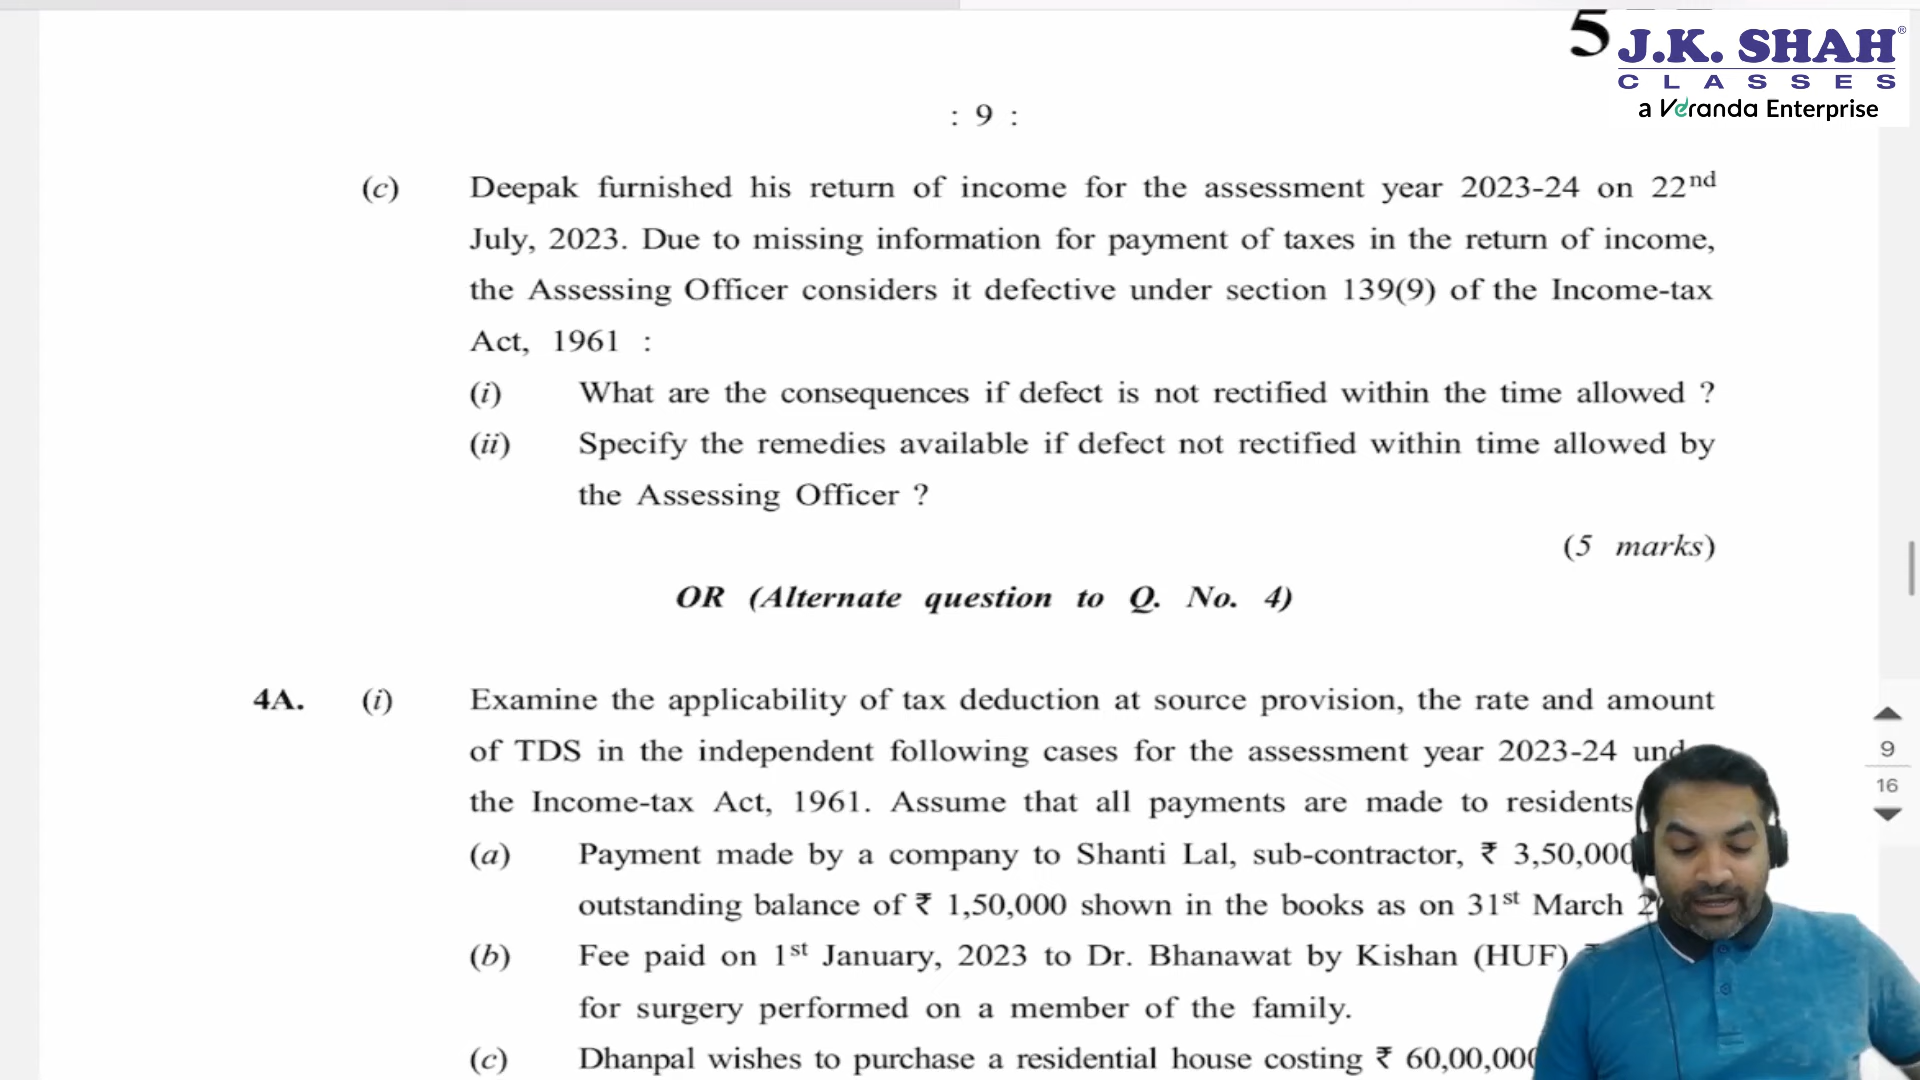 5
J.K. SHAH®
CLASSES
a Veranda Enterprise
: 9 :
(c) Deepak furnished his return of income for the assessment year 2023-24 on 22nd
July, 2023. Due to missing information for payment of taxes in the return of income,
the Assessing Officer considers it defective under section 139(9) of the Income-tax
Act, 1961 :
(i) What are the consequences if defect is not rectified within the time allowed ?
(ii) Specify the remedies available if defect not rectified within time allowed by
the Assessing Officer ?
(5 marks)
OR (Alternate question to Q. No. 4)
4A. (i) Examine the applicability of tax deduction at source provision, the rate and amount
of TDS in the independent following cases for the assessment year 2023-24
the Income-tax Act, 1961. Assume that all payments are made to residents
(a) Payment made by a company to Shanti Lal, sub-contractor, ₹ 3,50,000
outstanding balance of ₹ 1,50,000 shown in the books as on 31st March
(b) Fee paid on 1st January, 2023 to Dr. Bhanawat by Kishan (HUF)
for surgery performed on a member of the family.
(c) Dhanpal wishes to purchase a residential house costing ₹ 60,00,000
9
16